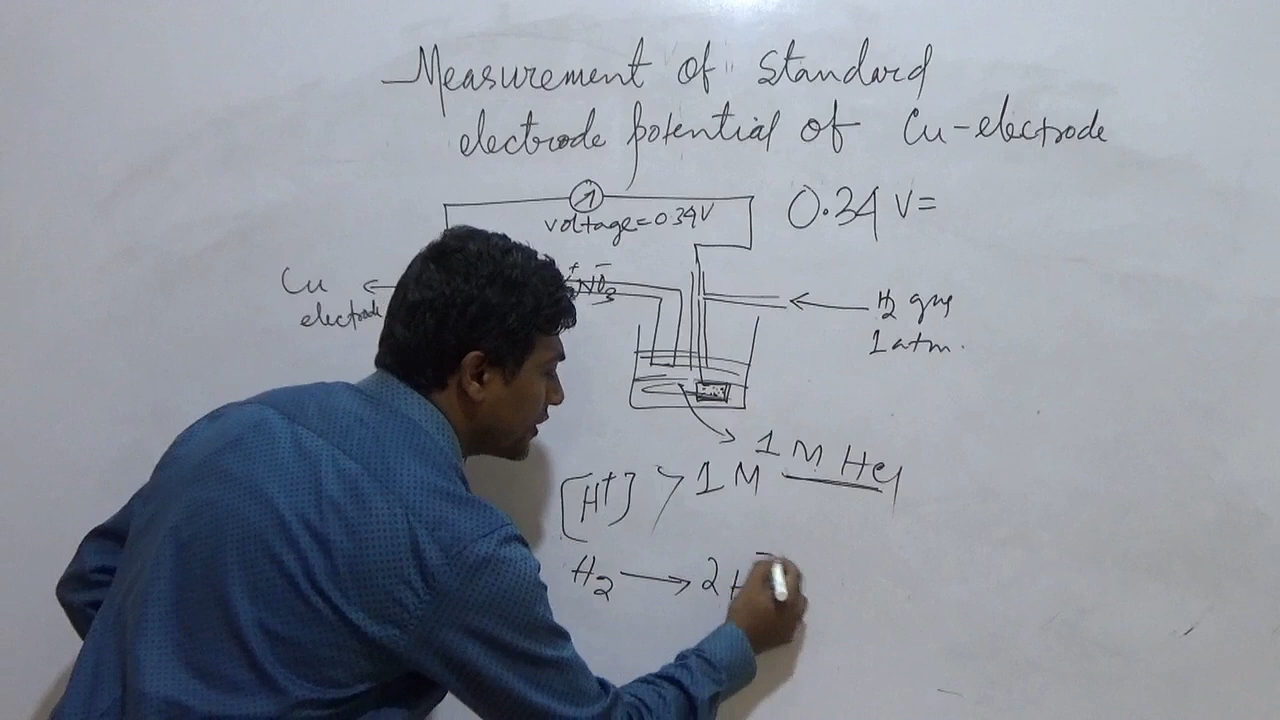 Measurement of standard
electrode potential of Cu-electrode
voltage=0.34V
0.34 V=
Cu
electrode
NO3
H2 gas
1 atm.
1 M HCl
[H+] > 1 M
H2 → 2H